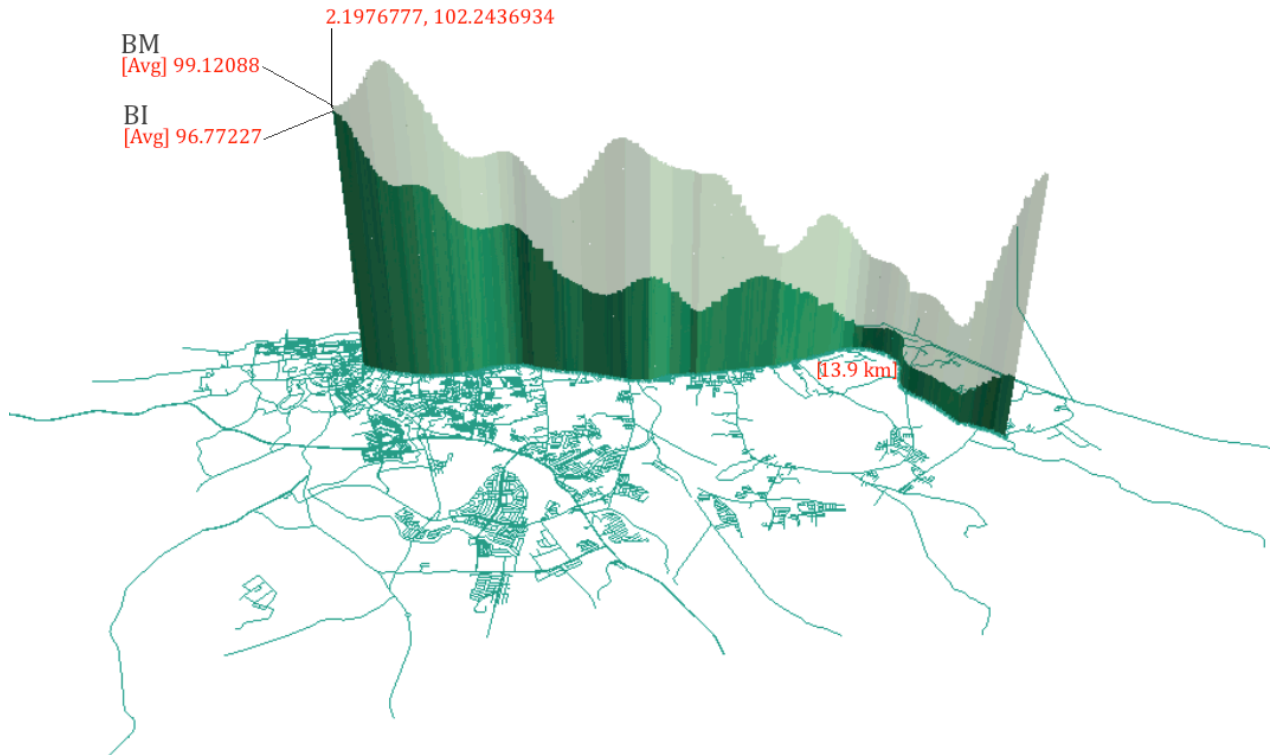 2.1976777, 102.2436934
BM
[Avg] 99.12088
BI
[Avg] 96.77227
[13.9 km]